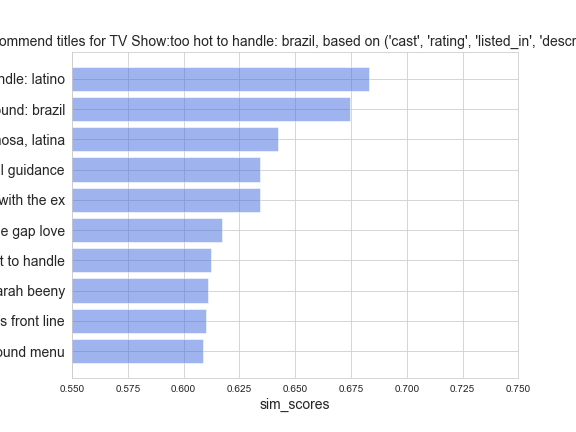 ommend titles for TV Show:too hot to handle: brazil, based on ('cast', 'rating', 'listed_in', 'descr
ndle: latino
ound: brazil
nosa, latina
l guidance
with the ex
e gap love
t to handle
arah beeny
s front line
ound menu
0.550 0.575 0.600 0.625 0.650 0.675 0.700 0.725 0.750
sim_scores